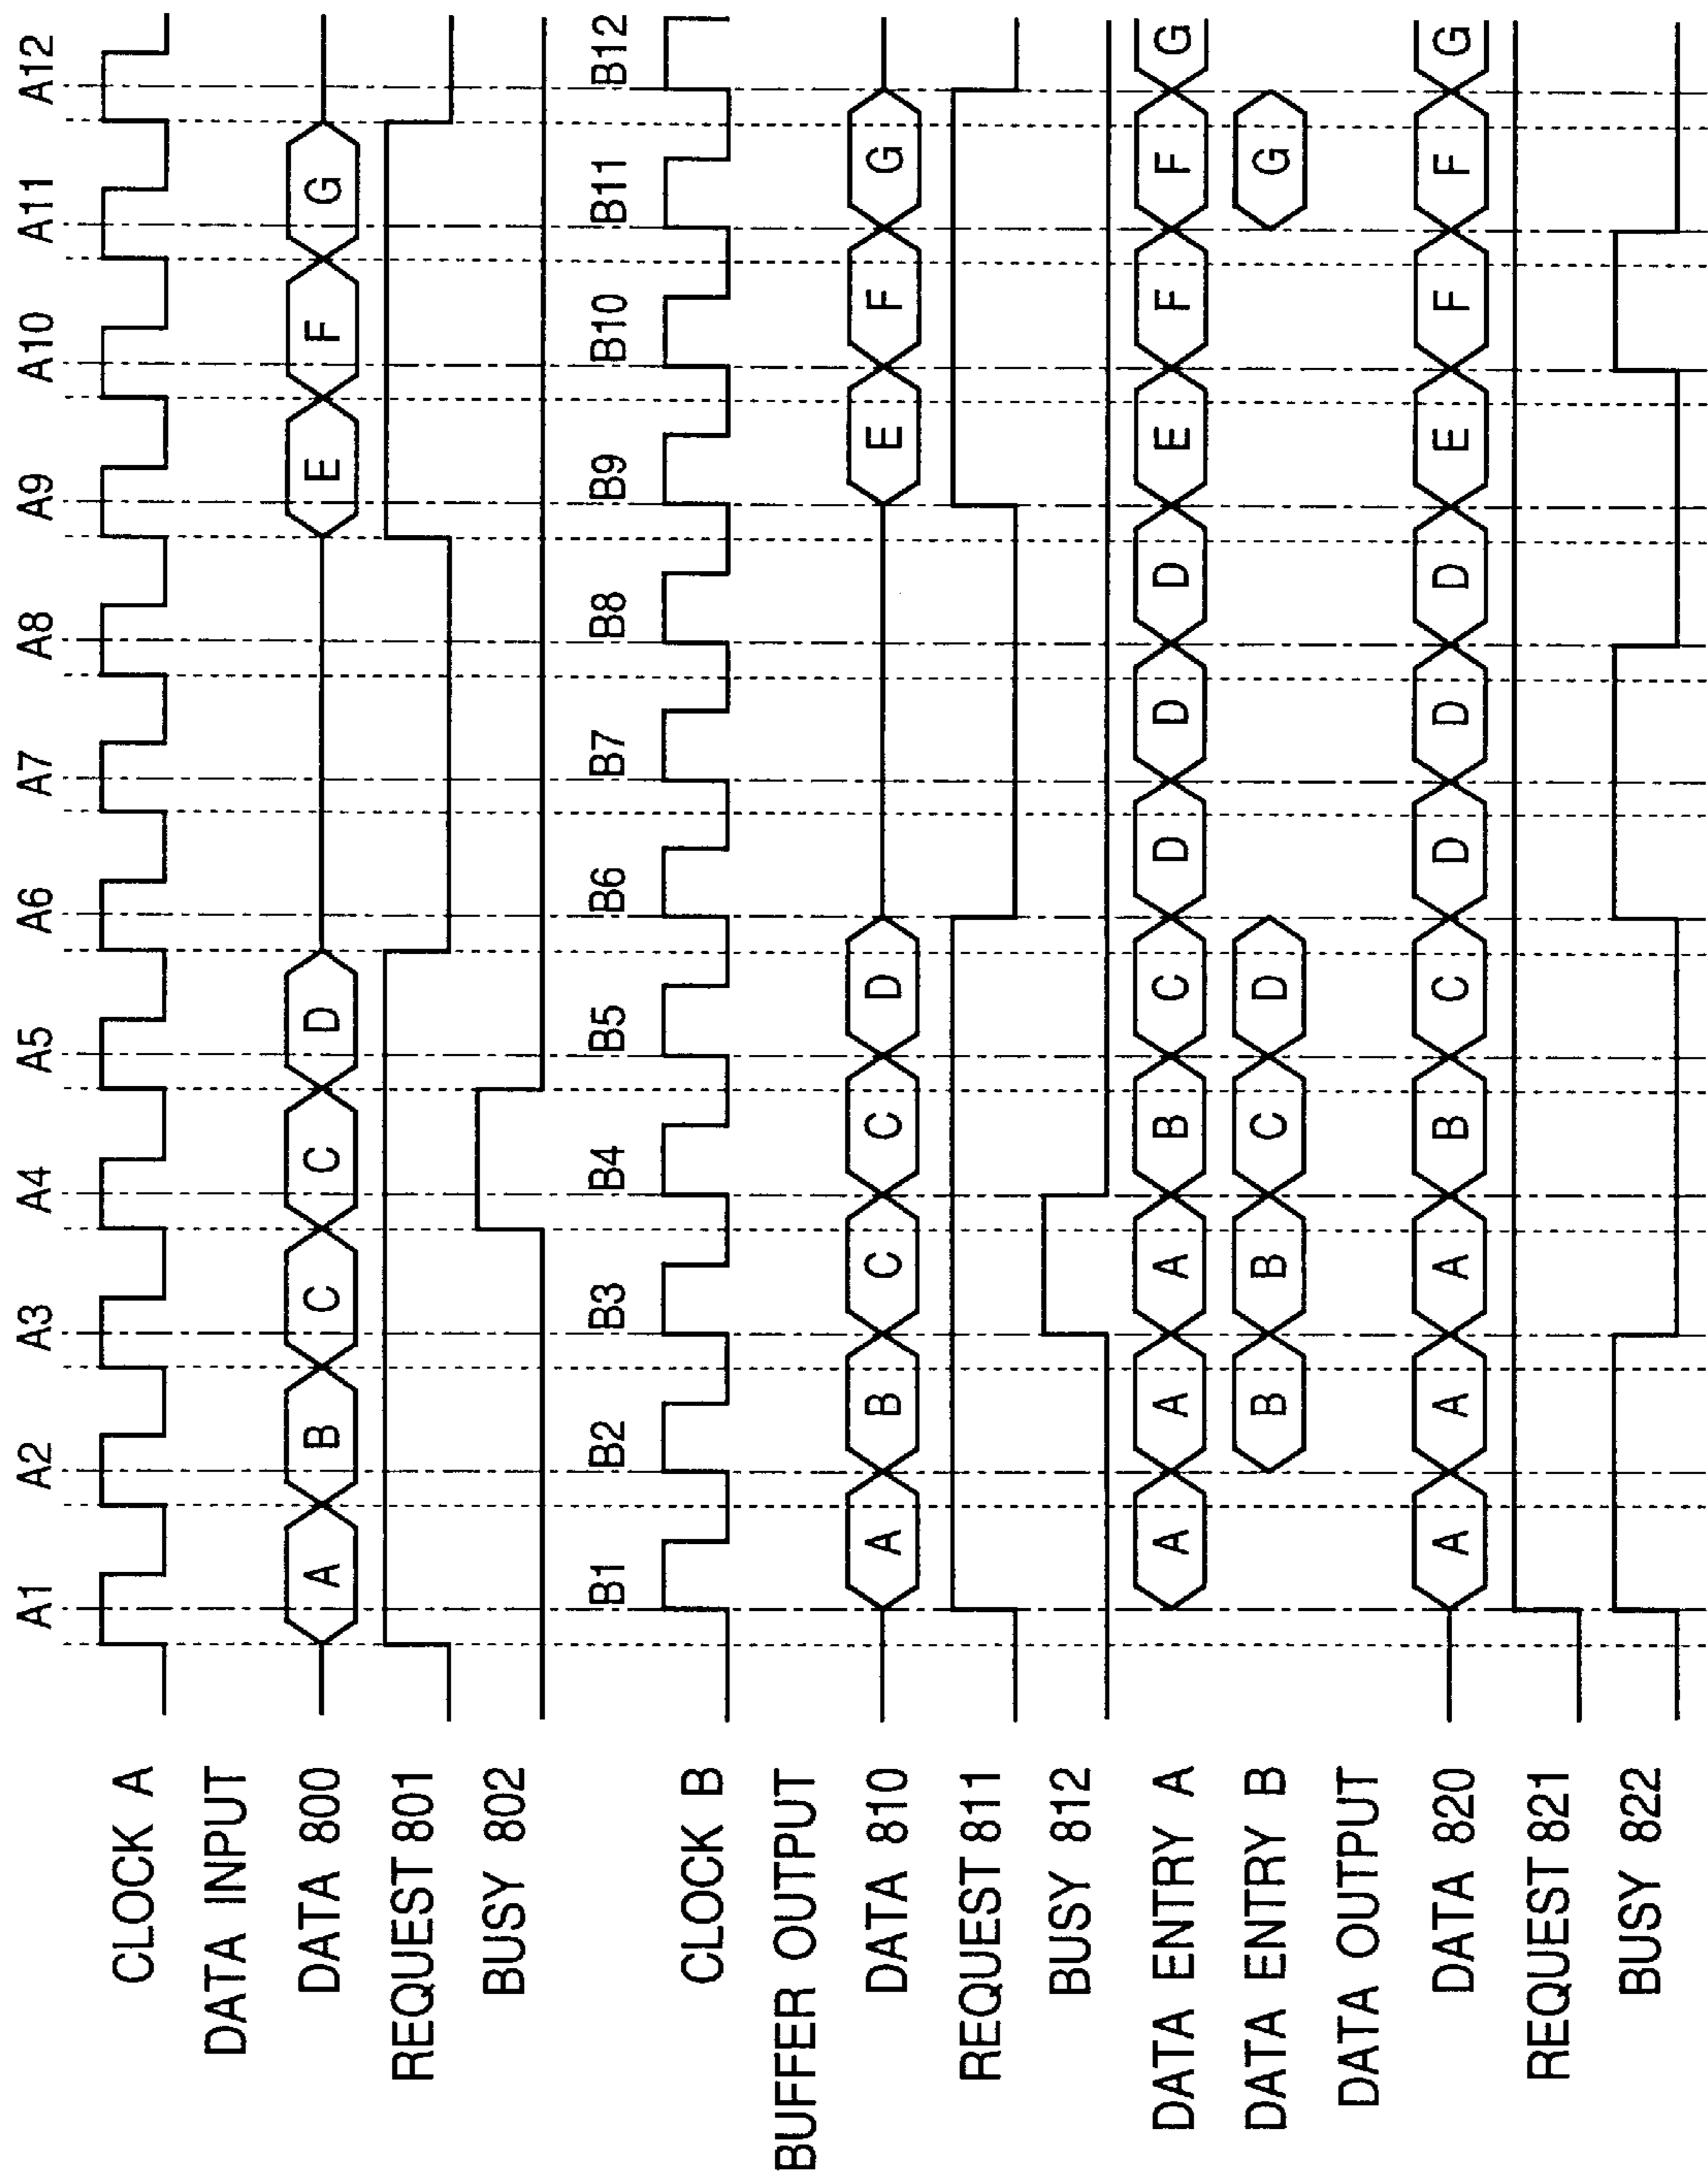 A1 A2 A3 A4 A5 A6 A7 A8 A9 A10 A11 A12
CLOCK A
DATA INPUT
DATA 800 A B C C D E F G
REQUEST 801
BUSY 802
B1 B2 B3 B4 B5 B6 B7 B8 B9 B10 B11 B12
CLOCK B
BUFFER OUTPUT
DATA 810 A B C C D E F G
REQUEST 811
BUSY 812
DATA ENTRY A A A A B C D D D E F F G
DATA ENTRY B B B C D G
DATA OUTPUT
DATA 820 A A A B C D D D E F F G
REQUEST 821
BUSY 822